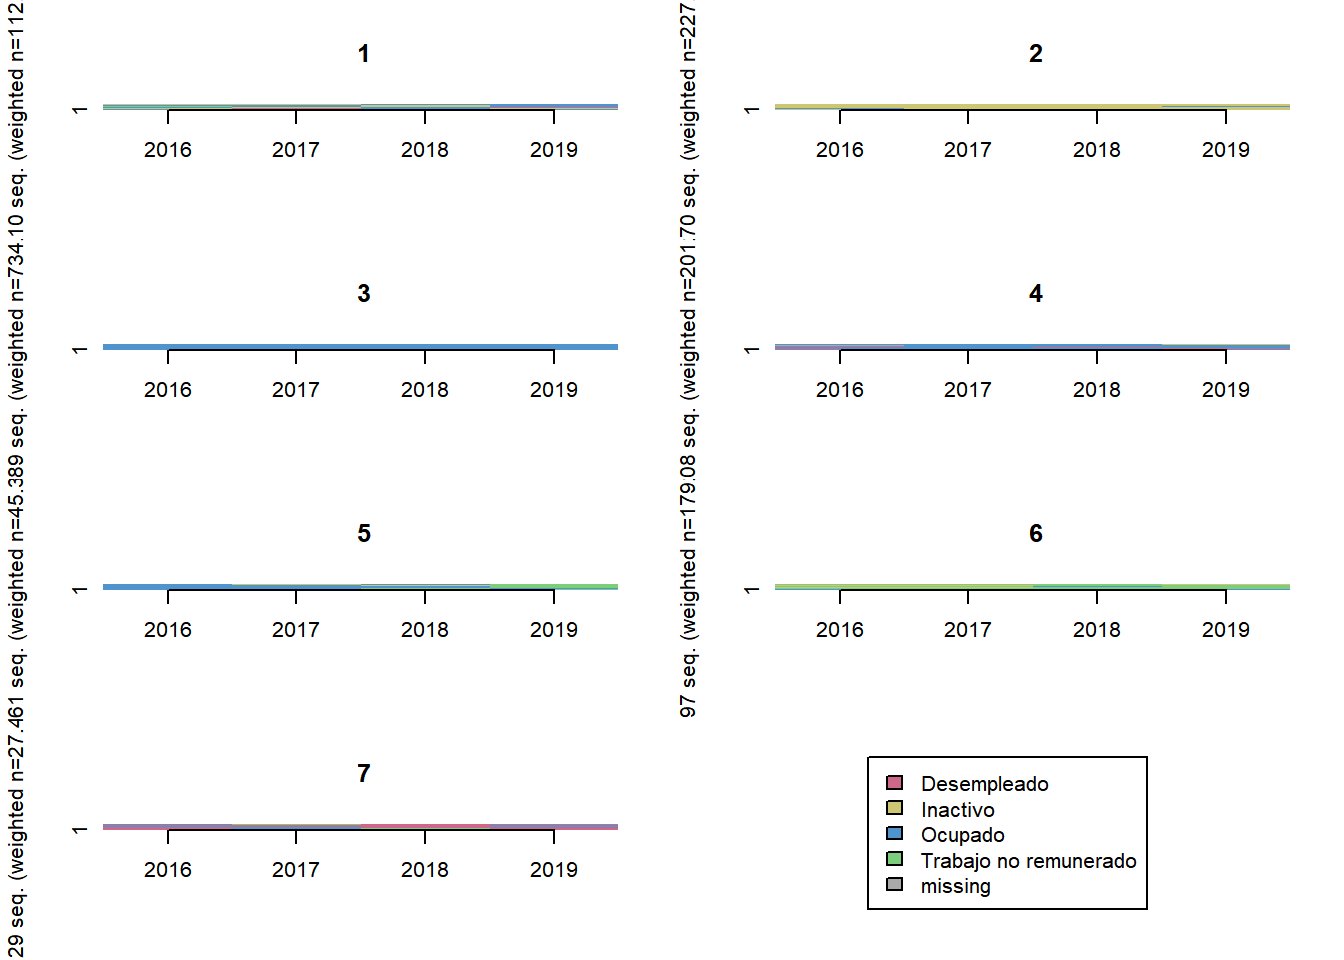 29 seq. (weighted n=27.461 seq. (weighted n=45.389 seq. (weighted n=734.10 seq. (weighted n=112
1
1
2016 2017 2018 2019
97 seq. (weighted n=179.08 seq. (weighted n=201.70 seq. (weighted n=227.
2
1
2016 2017 2018 2019
3
1
2016 2017 2018 2019
4
1
2016 2017 2018 2019
5
1
2016 2017 2018 2019
6
1
2016 2017 2018 2019
7
1
2016 2017 2018 2019
Desempleado
Inactivo
Ocupado
Trabajo no remunerado
missing